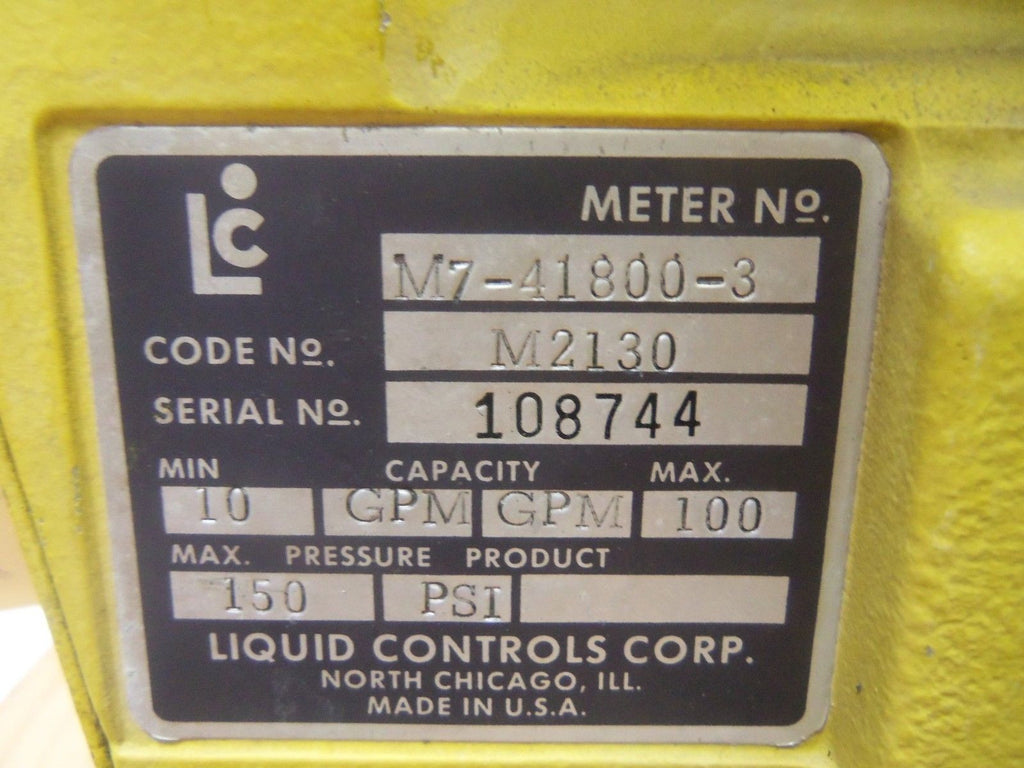 LC
METER Nº.
M7-41800-3
CODE Nº. M2130
SERIAL Nº. 108744
MIN CAPACITY MAX.
10 GPM GPM 100
MAX. PRESSURE PRODUCT
150 PSI
LIQUID CONTROLS CORP.
NORTH CHICAGO, ILL.
MADE IN U.S.A.